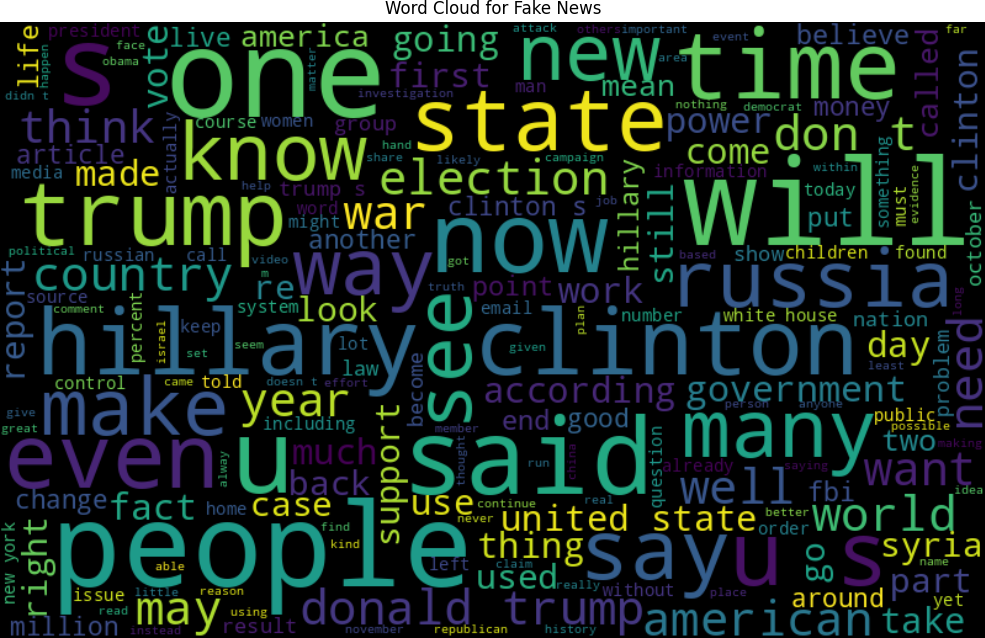 Word Cloud for Fake News
president
face
obama
life
happen
didn t
s
vote
live
america
going
attack
others
important
event
far
one
new
time
believe
called
clinton
matter
investigation
first
man
mean
area
nothing
democrat
money
state
power
don t
think
actually
course
women
group
hand
share
likely
campaign
come
information
within
something
must
evidence
article
media
made
know
help
trump s
word
election
job
hillary
still
will
today
put
october
trump
might
war
clinton s
another
now
political
russian
call
video
m
way
got
truth
based
show
children
found
report
country
re
system
look
point
work
email
russia
long
source
comment
percent
israel
keep
set
seem
hillary
lot
law
see
clinton
given
plan
number
white house
nation
day
least
problem
need
control
came
told
doesn t
effort
become
according
government
person
anyone
give
great
make
year
including
support
member
end
good
many
public
possible
making
even
alway
u
much
back
thought
said
run
china
question
already
saying
two
want
well
fbi
idea
change
fact
home
case
use
continue
never
real
united state
better
order
world
new york
right
people
find
kind
able
left
thing
claim
say
u s
go
syria
name
issue
little
reason
used
really
without
place
around
part
yet
million
read
may
instead
using
result
donald trump
november
republican
history
american
take